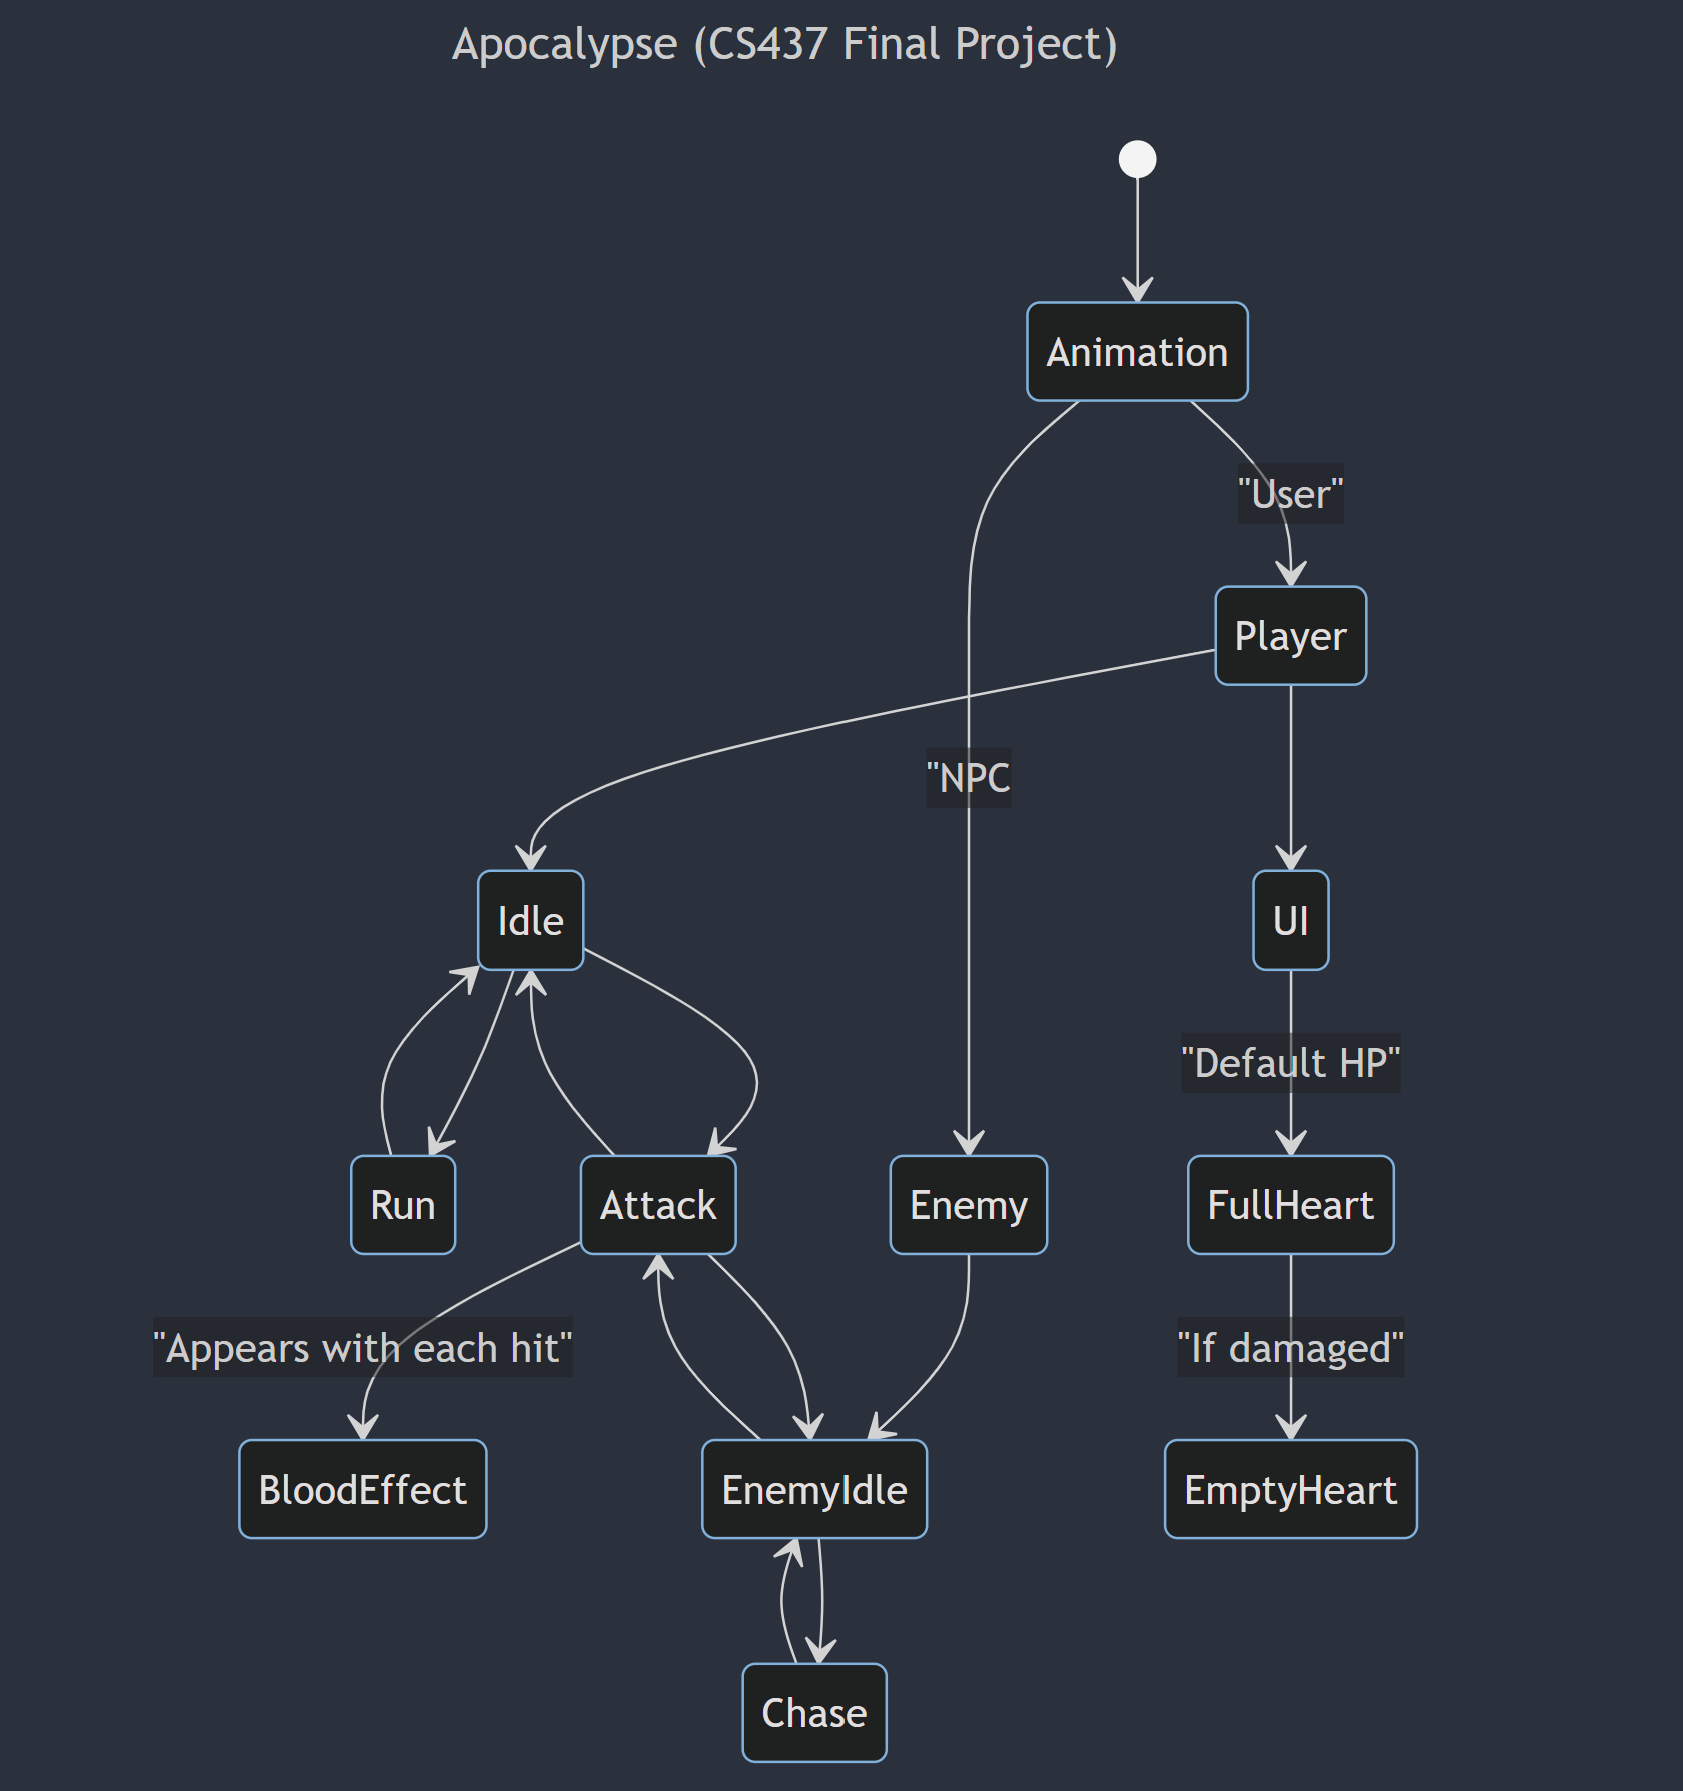 Apocalypse (CS437 Final Project)
Animation
"User"
Player
"NPC
Idle
UI
"Default HP"
Run
Attack
Enemy
FullHeart
"Appears with each hit"
"If damaged"
BloodEffect
EnemyIdle
EmptyHeart
Chase